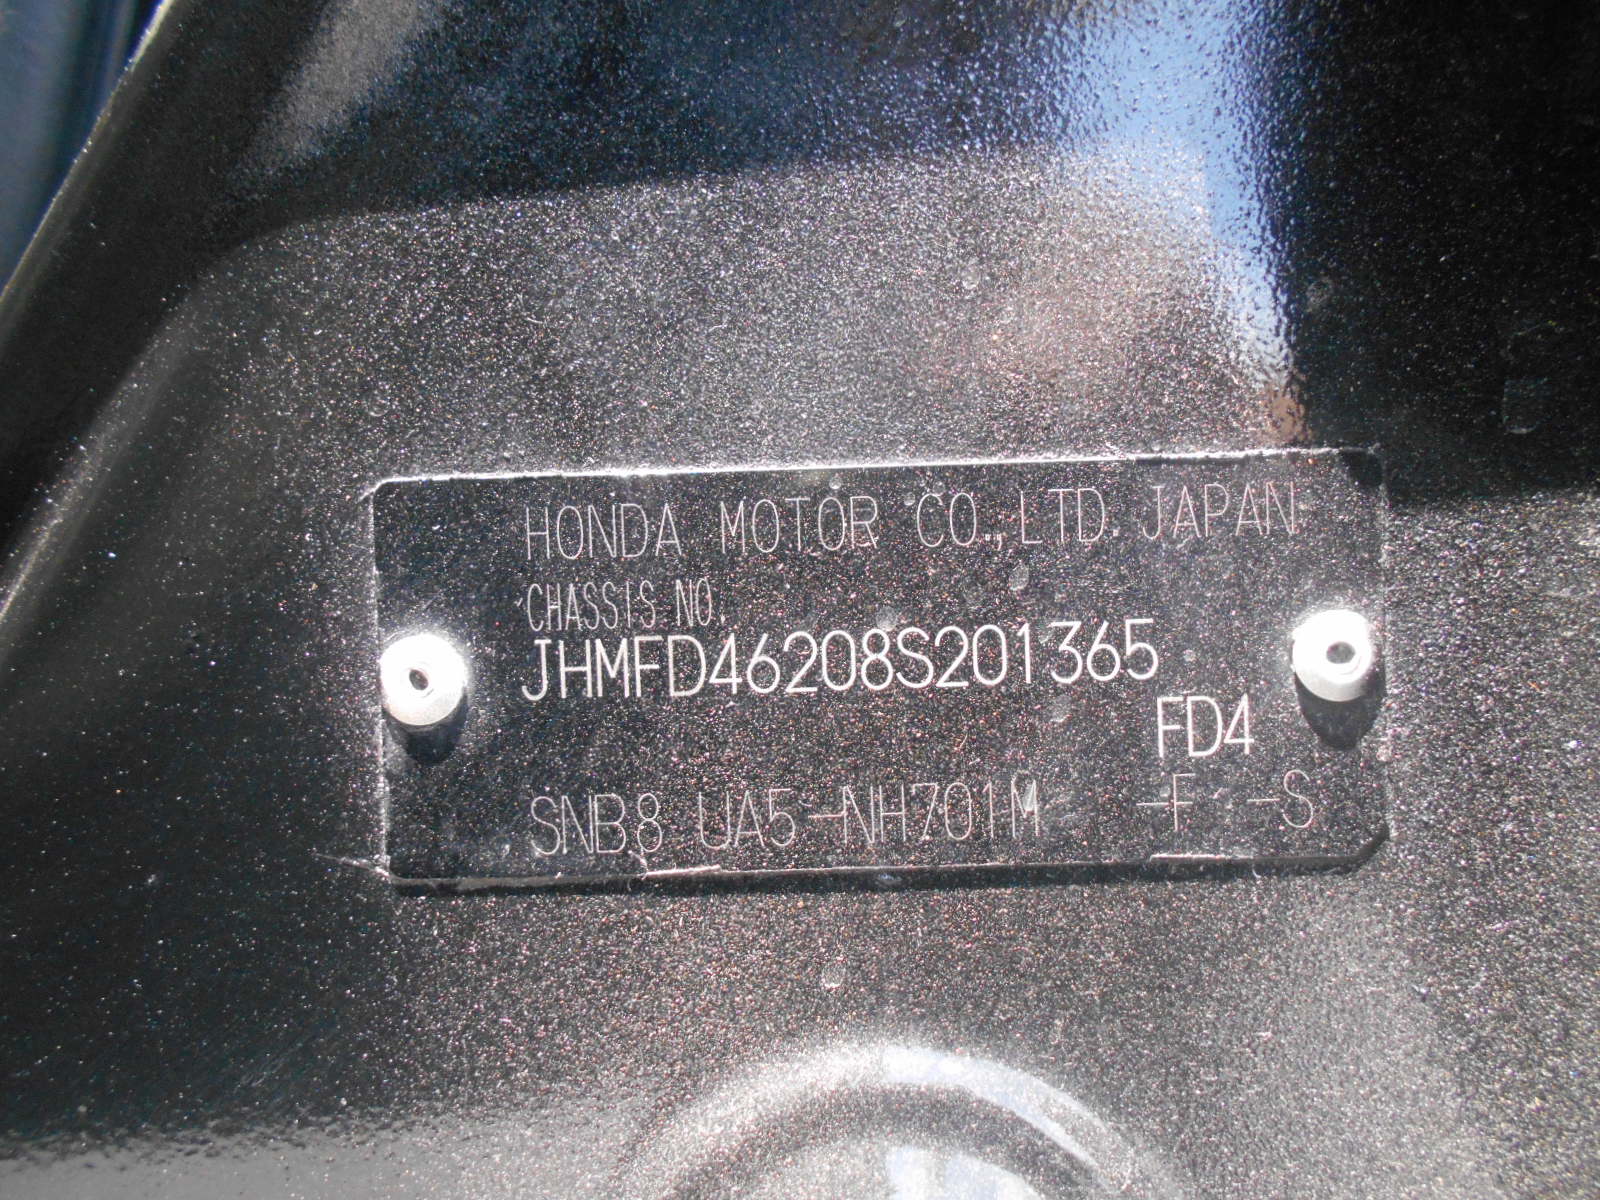 HONDA MOTOR CO.,LTD. JAPAN
CHASSIS NO.
JHMFD46208S201365
FD4
SNB8 UA5-NH701M -F -S